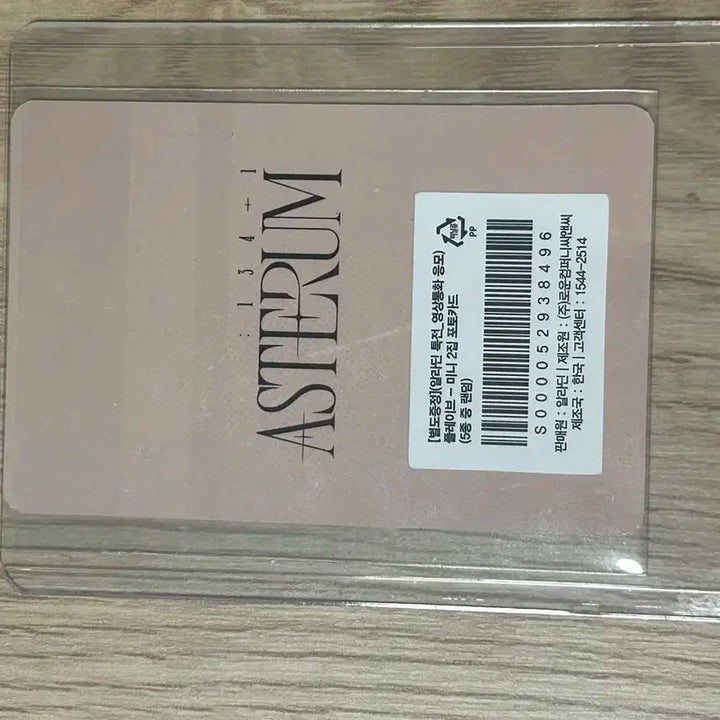 ASTERUM
: 134+1
[별도증정](알라딘 특전_영상통화 응모)
플레이브 - 미니 2집 포토카드
(5종 중 랜덤)
비닐류
PP
S000052938496
판매원 : 알라딘 | 제조원 : (주)로운컴퍼니씨앤씨
제조국 : 한국 | 고객센터 : 1544-2514